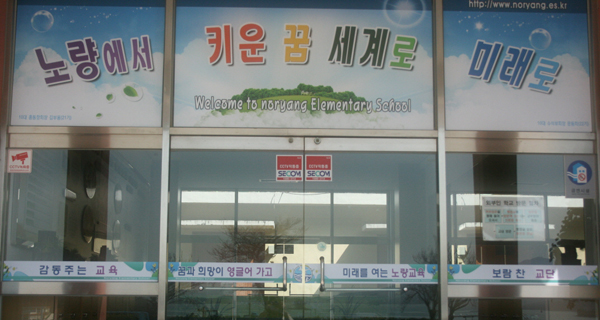 http://www.noryang.es.kr
노량에서 키운 꿈 세계로 미래로
Welcome to noryang Elementary School
SECOM
SECOM
감동주는 교육
꿈과 희망이 영글어 가고
미래를 여는 노량교육
보람 찬 교단